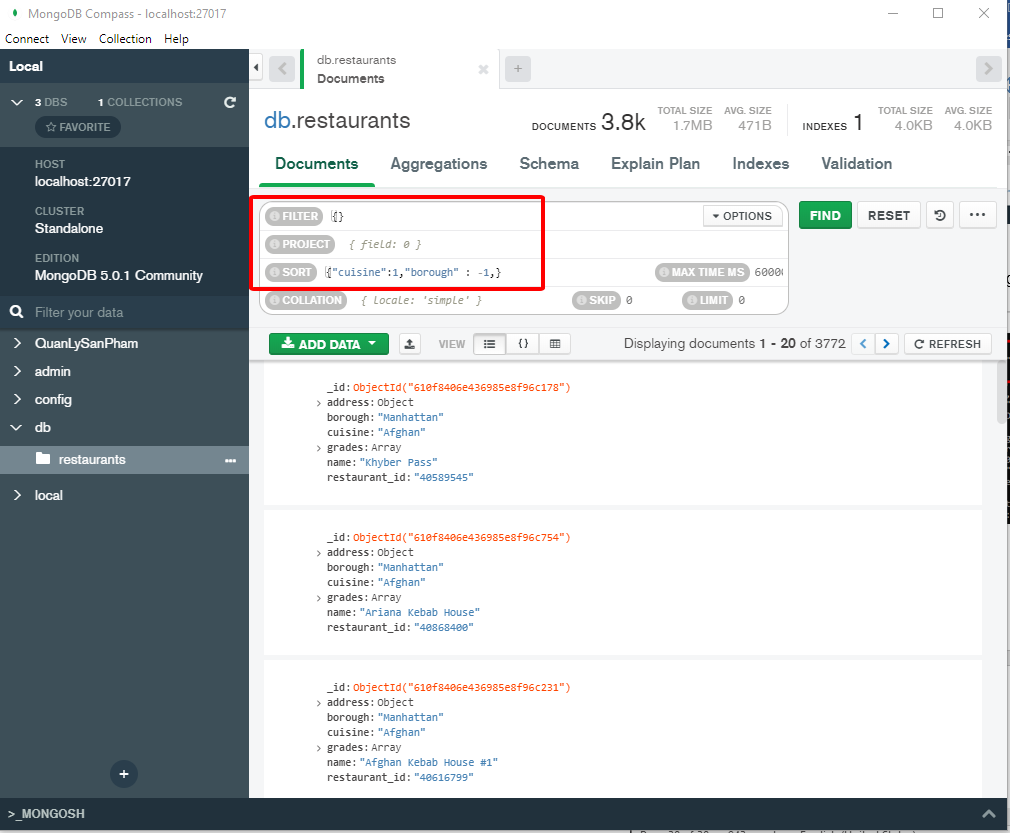 MongoDB Compass - localhost:27017
Connect View Collection Help
Local
3 DBS 1 COLLECTIONS
FAVORITE
HOST
localhost:27017
CLUSTER
Standalone
EDITION
MongoDB 5.0.1 Community
Filter your data
QuanLySanPham
admin
config
db
restaurants
local
>_MONGOSH
db.restaurants
Documents
db.restaurants
DOCUMENTS 3.8k TOTAL SIZE 1.7MB AVG. SIZE 471B INDEXES 1 TOTAL SIZE 4.0KB AVG. SIZE 4.0KB
Documents Aggregations Schema Explain Plan Indexes Validation
FILTER {} OPTIONS FIND RESET
PROJECT { field: 0 }
SORT {"cuisine":1,"borough" : -1,} MAX TIME MS 60000
COLLATION { locale: 'simple' } SKIP 0 LIMIT 0
ADD DATA VIEW {} Displaying documents 1 - 20 of 3772 REFRESH
_id: ObjectId("610f8406e436985e8f96c178")
address: Object
borough: "Manhattan"
cuisine: "Afghan"
grades: Array
name: "Khyber Pass"
restaurant_id: "40589545"
_id: ObjectId("610f8406e436985e8f96c754")
address: Object
borough: "Manhattan"
cuisine: "Afghan"
grades: Array
name: "Ariana Kebab House"
restaurant_id: "40868400"
_id: ObjectId("610f8406e436985e8f96c231")
address: Object
borough: "Manhattan"
cuisine: "Afghan"
grades: Array
name: "Afghan Kebab House #1"
restaurant_id: "40616799"